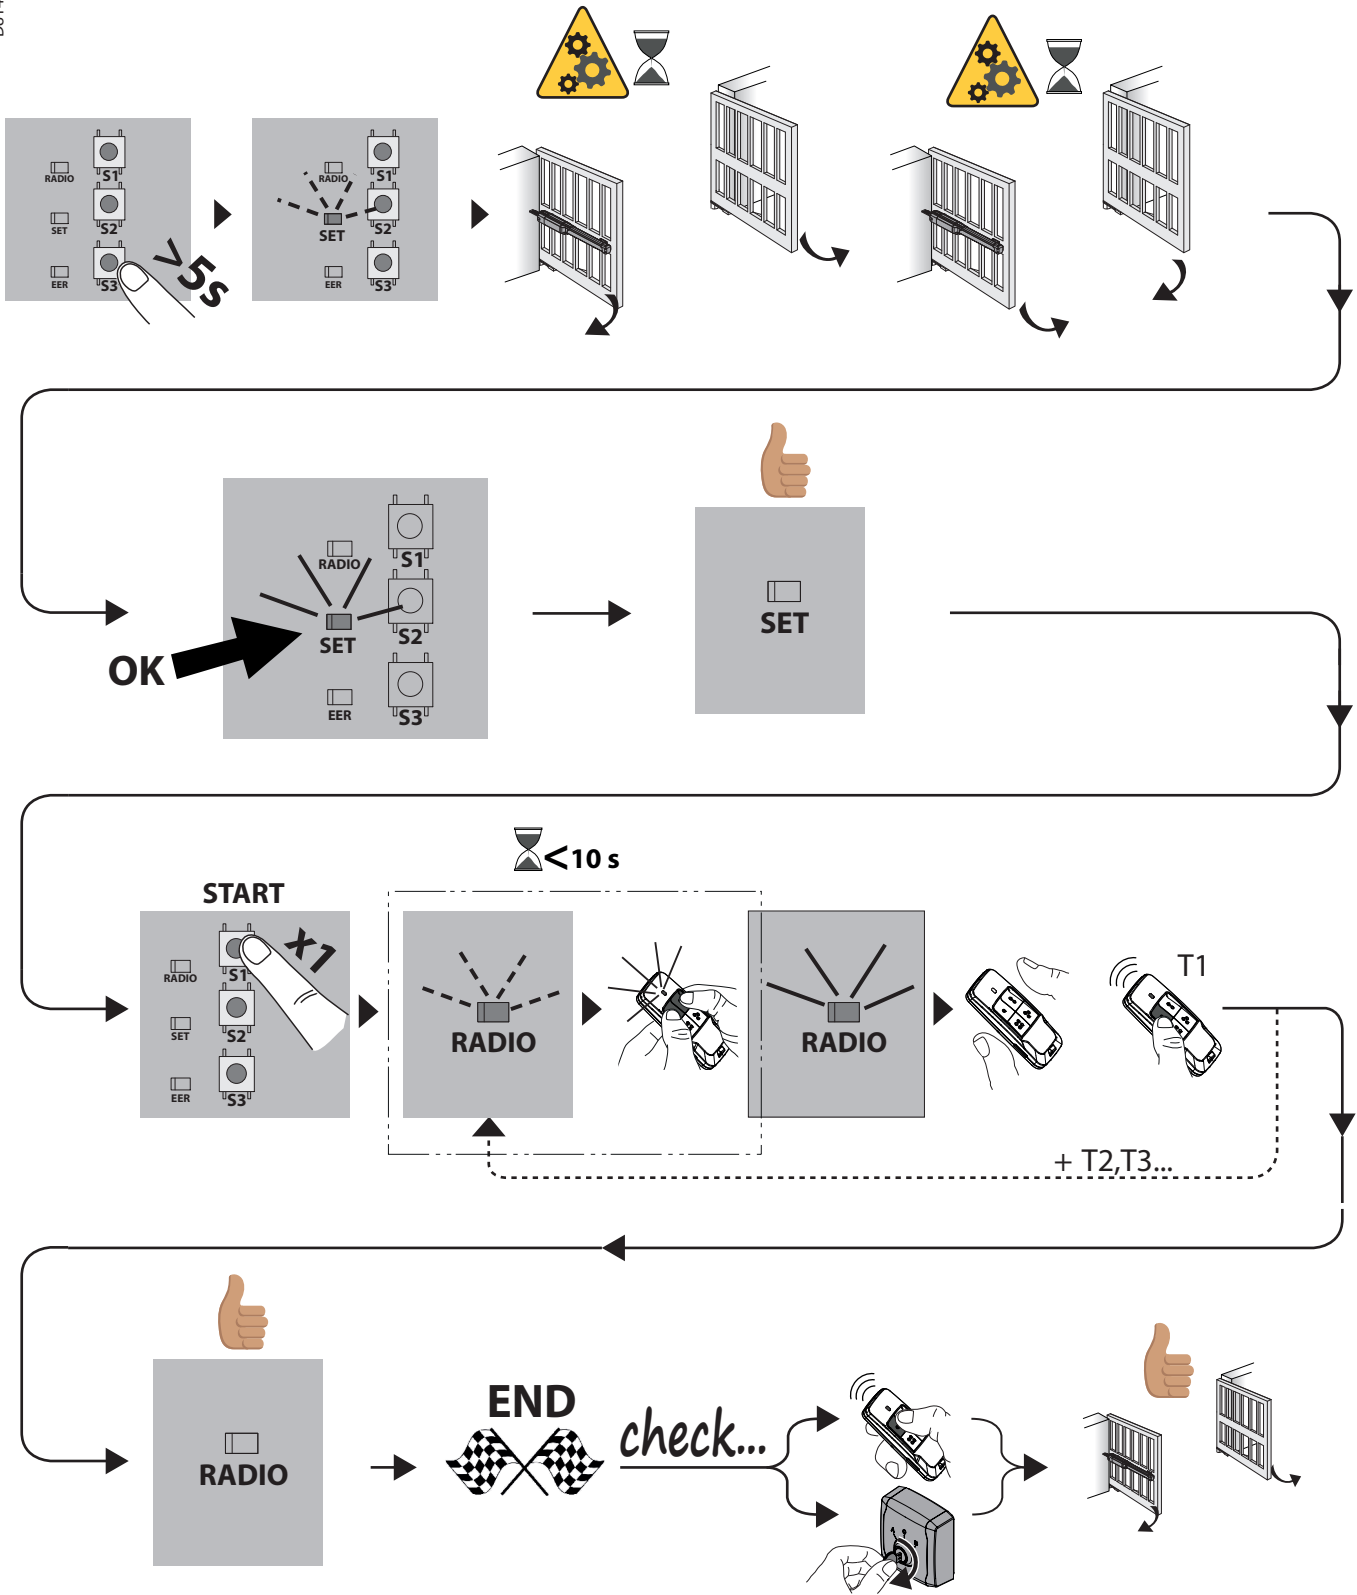 RADIO
S1
SET
S2
EER
S3
>5s
RADIO
S1
SET
S2
EER
S3
RADIO
S1
SET
S2
EER
S3
OK
SET
<10 s
START
x1
RADIO
S1
SET
S2
EER
S3
RADIO
RADIO
T1
+ T2,T3...
RADIO
END
check...